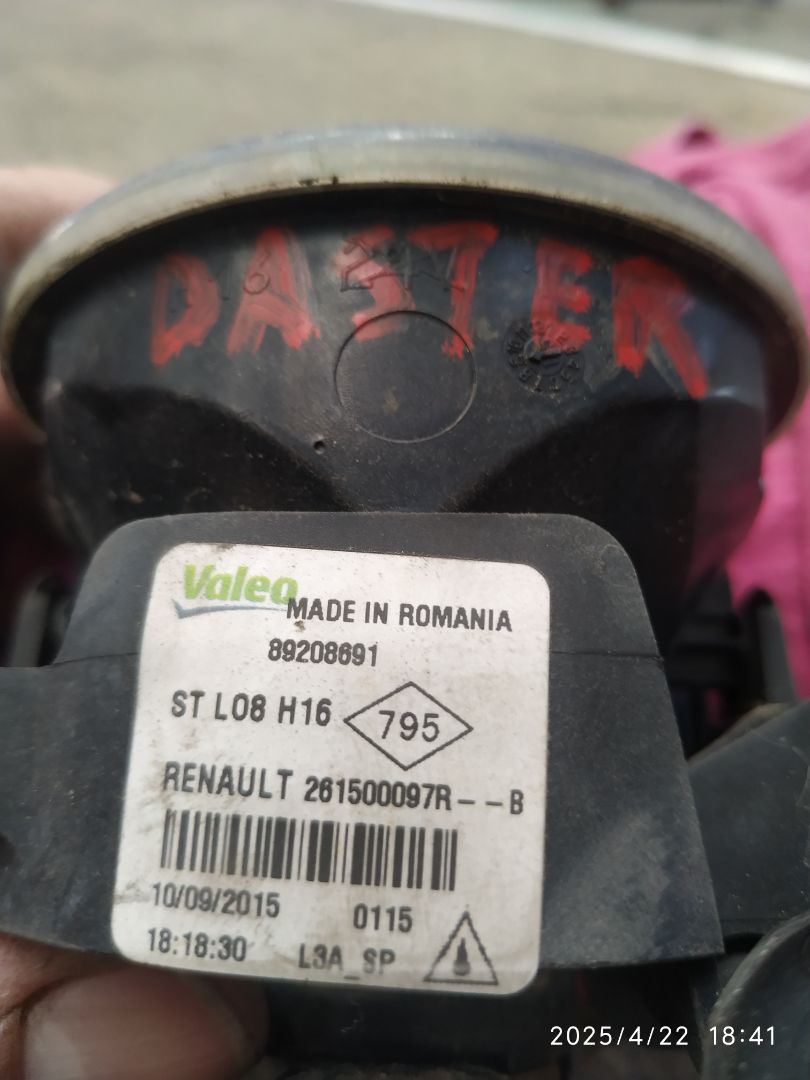 DASTER
Valeo
MADE IN ROMANIA
89208691
ST L08 H16 795
RENAULT 261500097R--B
10/09/2015 0115
18:18:30 L3A_SP
2025/4/22 18:41